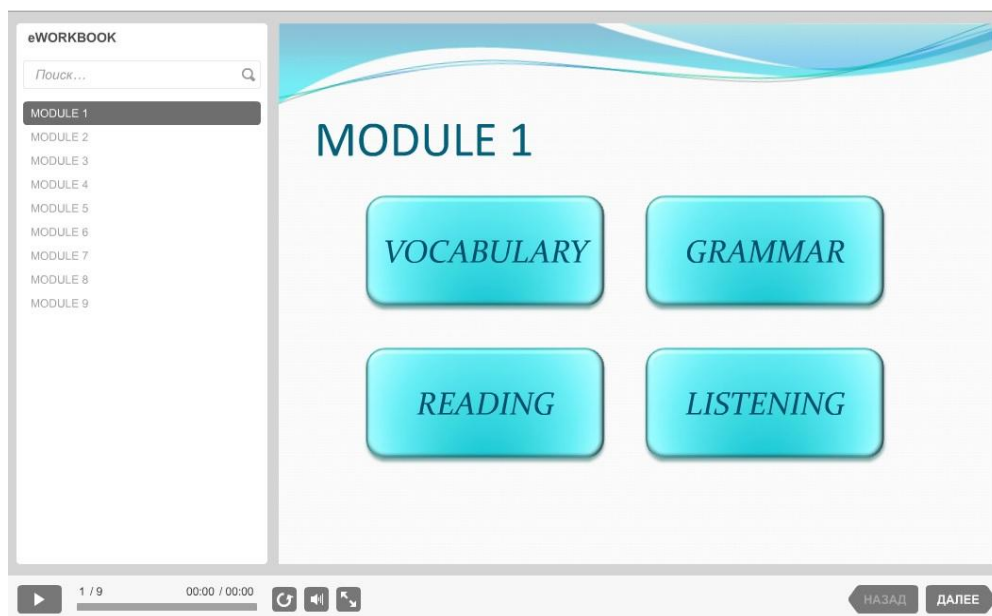 eWORKBOOK
Поиск...
MODULE 1
MODULE 2
MODULE 3
MODULE 4
MODULE 5
MODULE 6
MODULE 7
MODULE 8
MODULE 9
MODULE 1
VOCABULARY GRAMMAR
READING LISTENING
1 / 9 00:00 / 00:00 НАЗАД ДАЛЕЕ